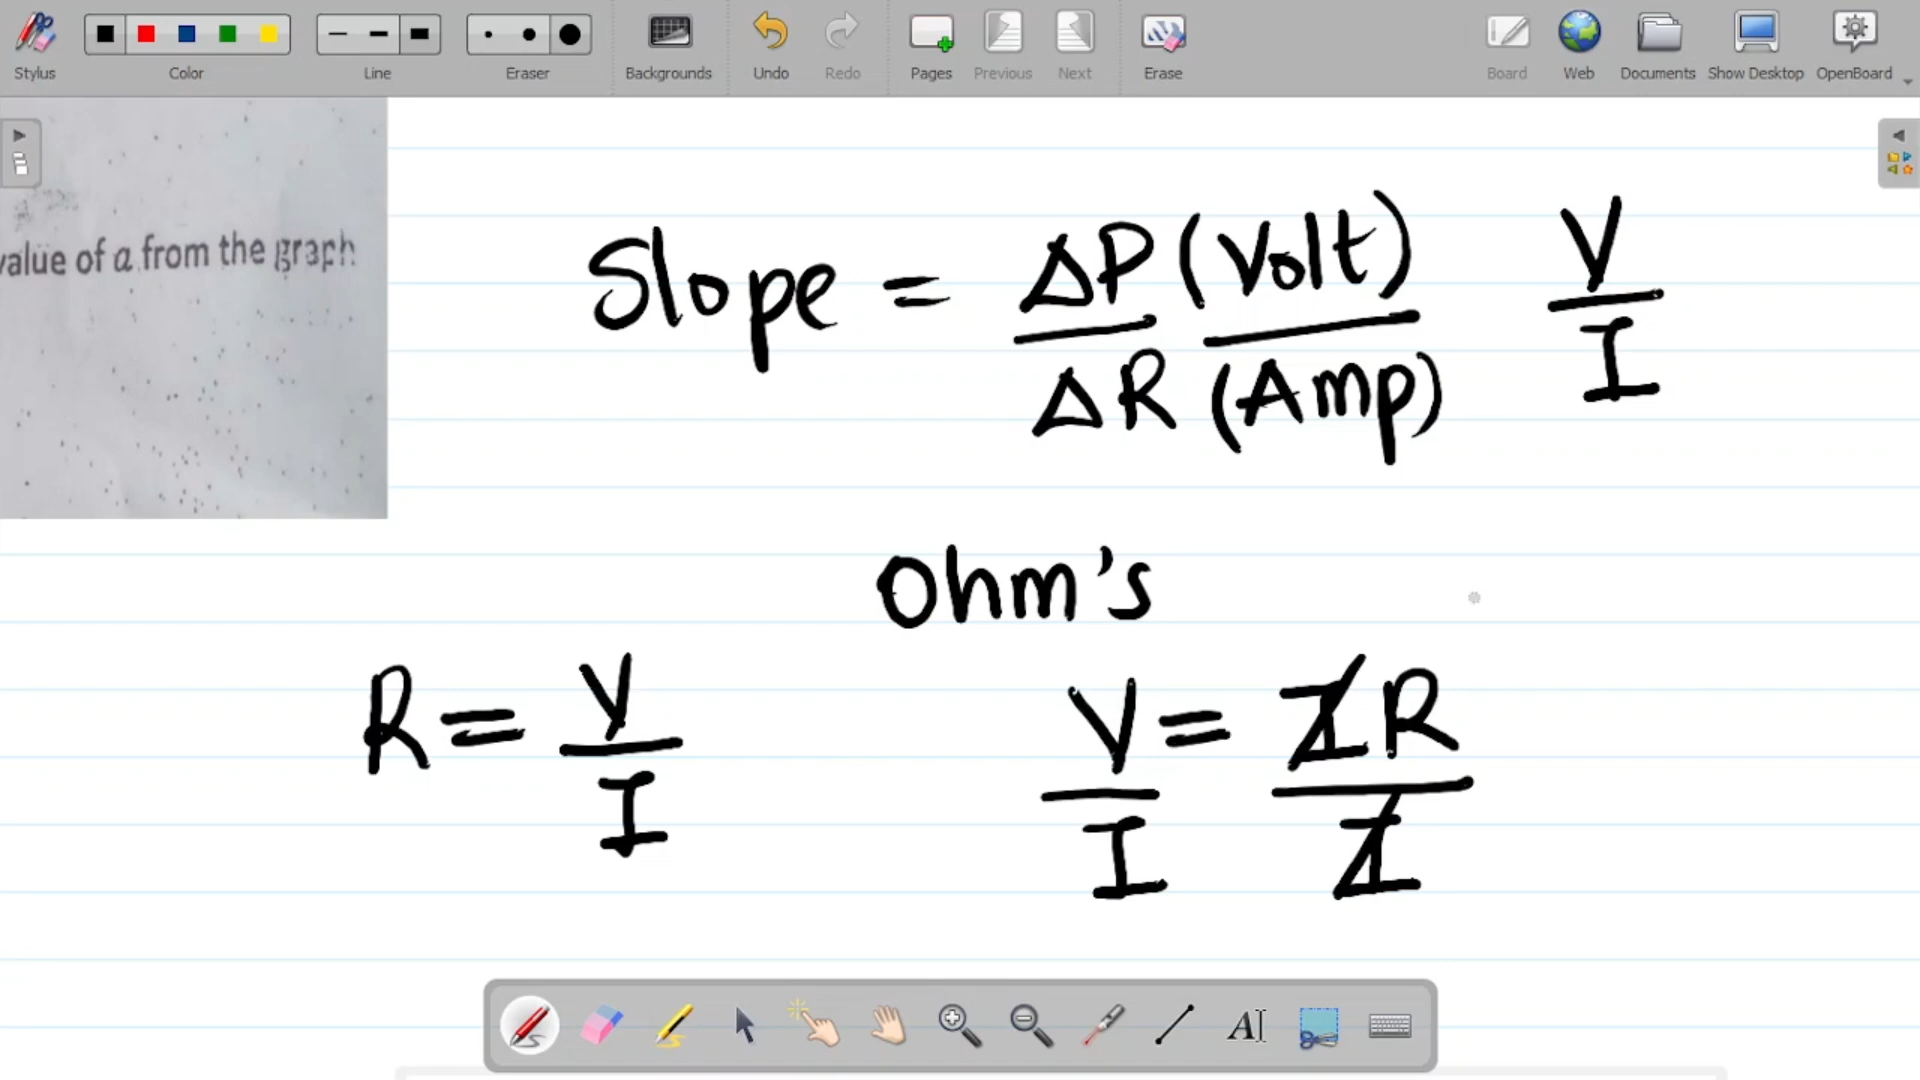 Stylus Color Line Eraser Backgrounds Undo Redo Pages Previous Next Erase Board Web Documents Show Desktop OpenBoard
value of a from the graph
Slope = ΔP (Volt) / ΔR (Amp) V / I
Ohm's
R = V / I
V / I = IR / I